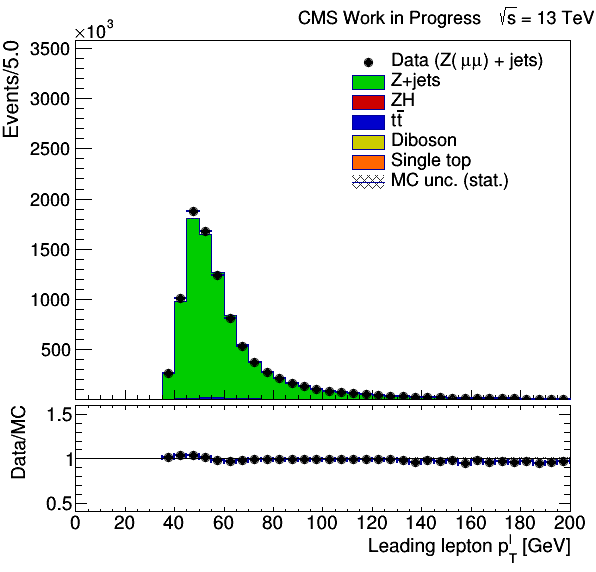 CMS Work in Progress √s = 13 TeV
×10³
Events/5.0
3500
3000
2500
2000
1500
1000
500
Data (Z(μμ) + jets)
Z+jets
ZH
tt̄
Diboson
Single top
MC unc. (stat.)
Data/MC
1.5
1
0.5
0 20 40 60 80 100 120 140 160 180 200
Leading lepton p_T^l [GeV]